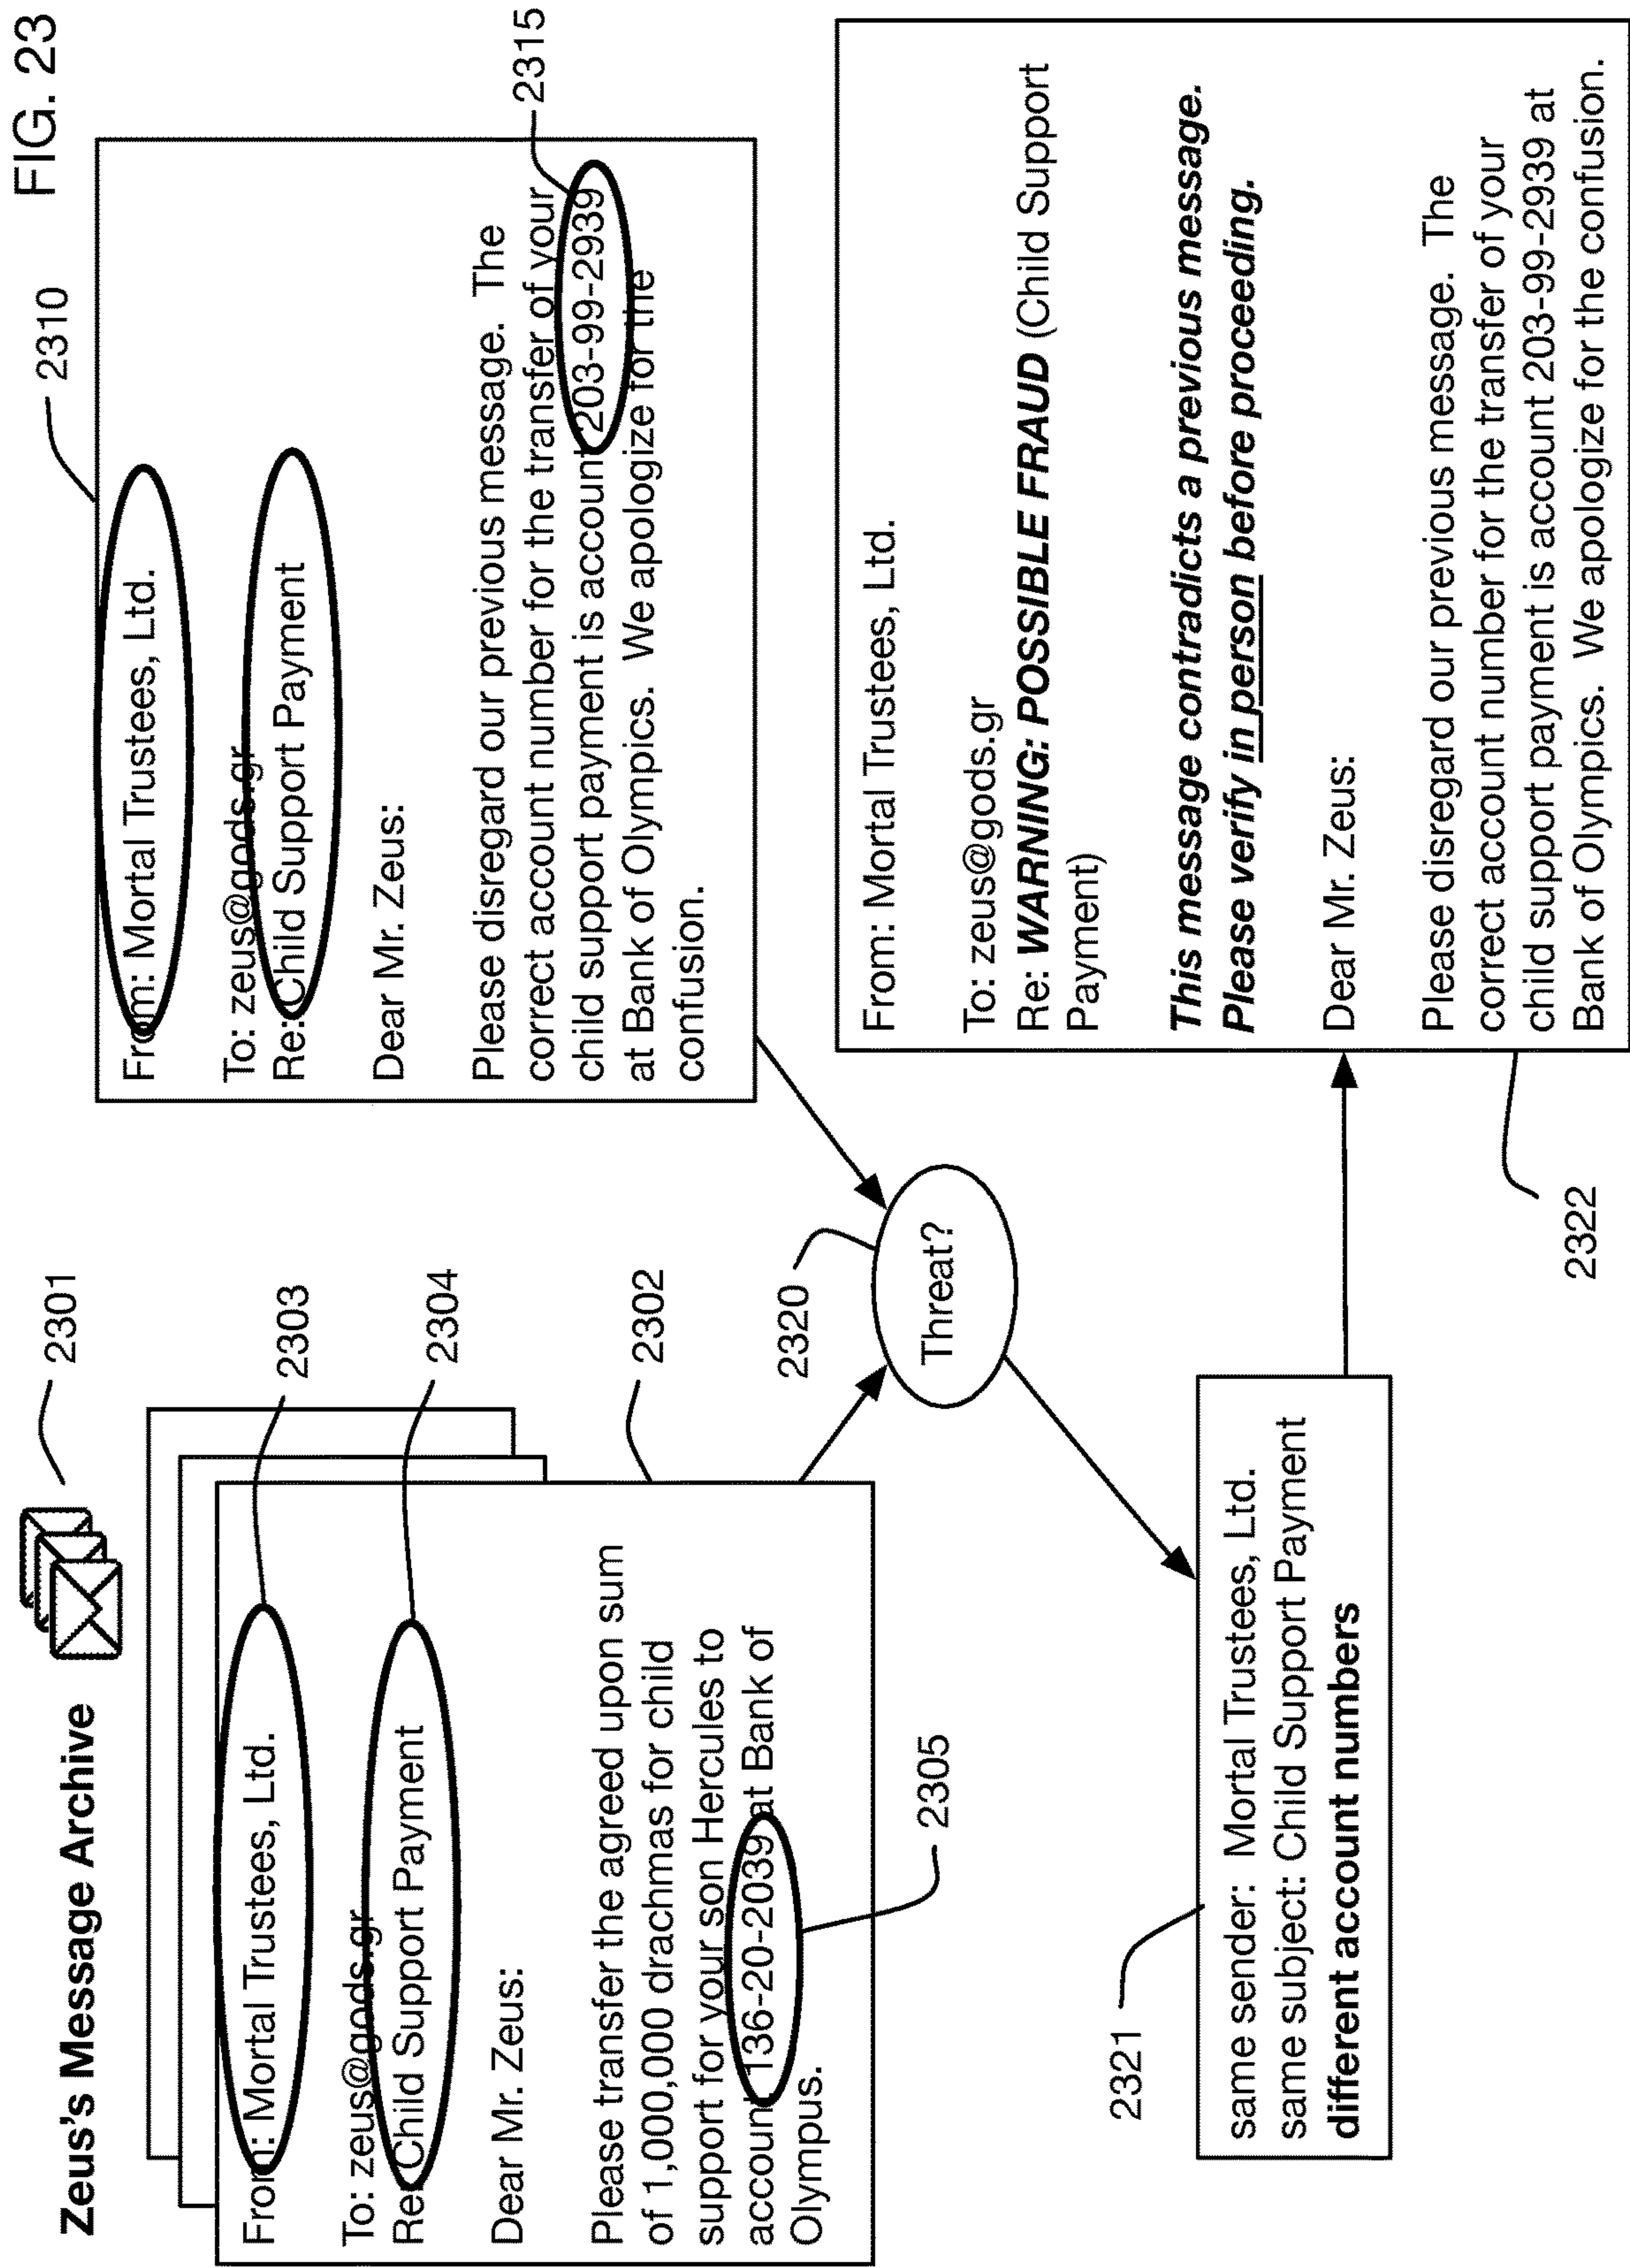 FIG. 23
Zeus's Message Archive
2301
2303
2304
2302
From: Mortal Trustees, Ltd.
To: zeus@gods.gr
Re: Child Support Payment
Dear Mr. Zeus:
Please transfer the agreed upon sum
of 1,000,000 drachmas for child
support for your son Hercules to
account 136-20-2039 at Bank of
Olympus.
2305
2310
From: Mortal Trustees, Ltd.
To: zeus@gods.gr
Re: Child Support Payment
Dear Mr. Zeus:
Please disregard our previous message. The
correct account number for the transfer of your
child support payment is account 203-99-2939
at Bank of Olympics. We apologize for the
confusion.
2315
2320
Threat?
2321
same sender: Mortal Trustees, Ltd.
same subject: Child Support Payment
different account numbers
From: Mortal Trustees, Ltd.
To: zeus@gods.gr
Re: WARNING: POSSIBLE FRAUD (Child Support
Payment)
This message contradicts a previous message.
Please verify in person before proceeding.
Dear Mr. Zeus:
Please disregard our previous message. The
correct account number for the transfer of your
child support payment is account 203-99-2939 at
Bank of Olympics. We apologize for the confusion.
2322